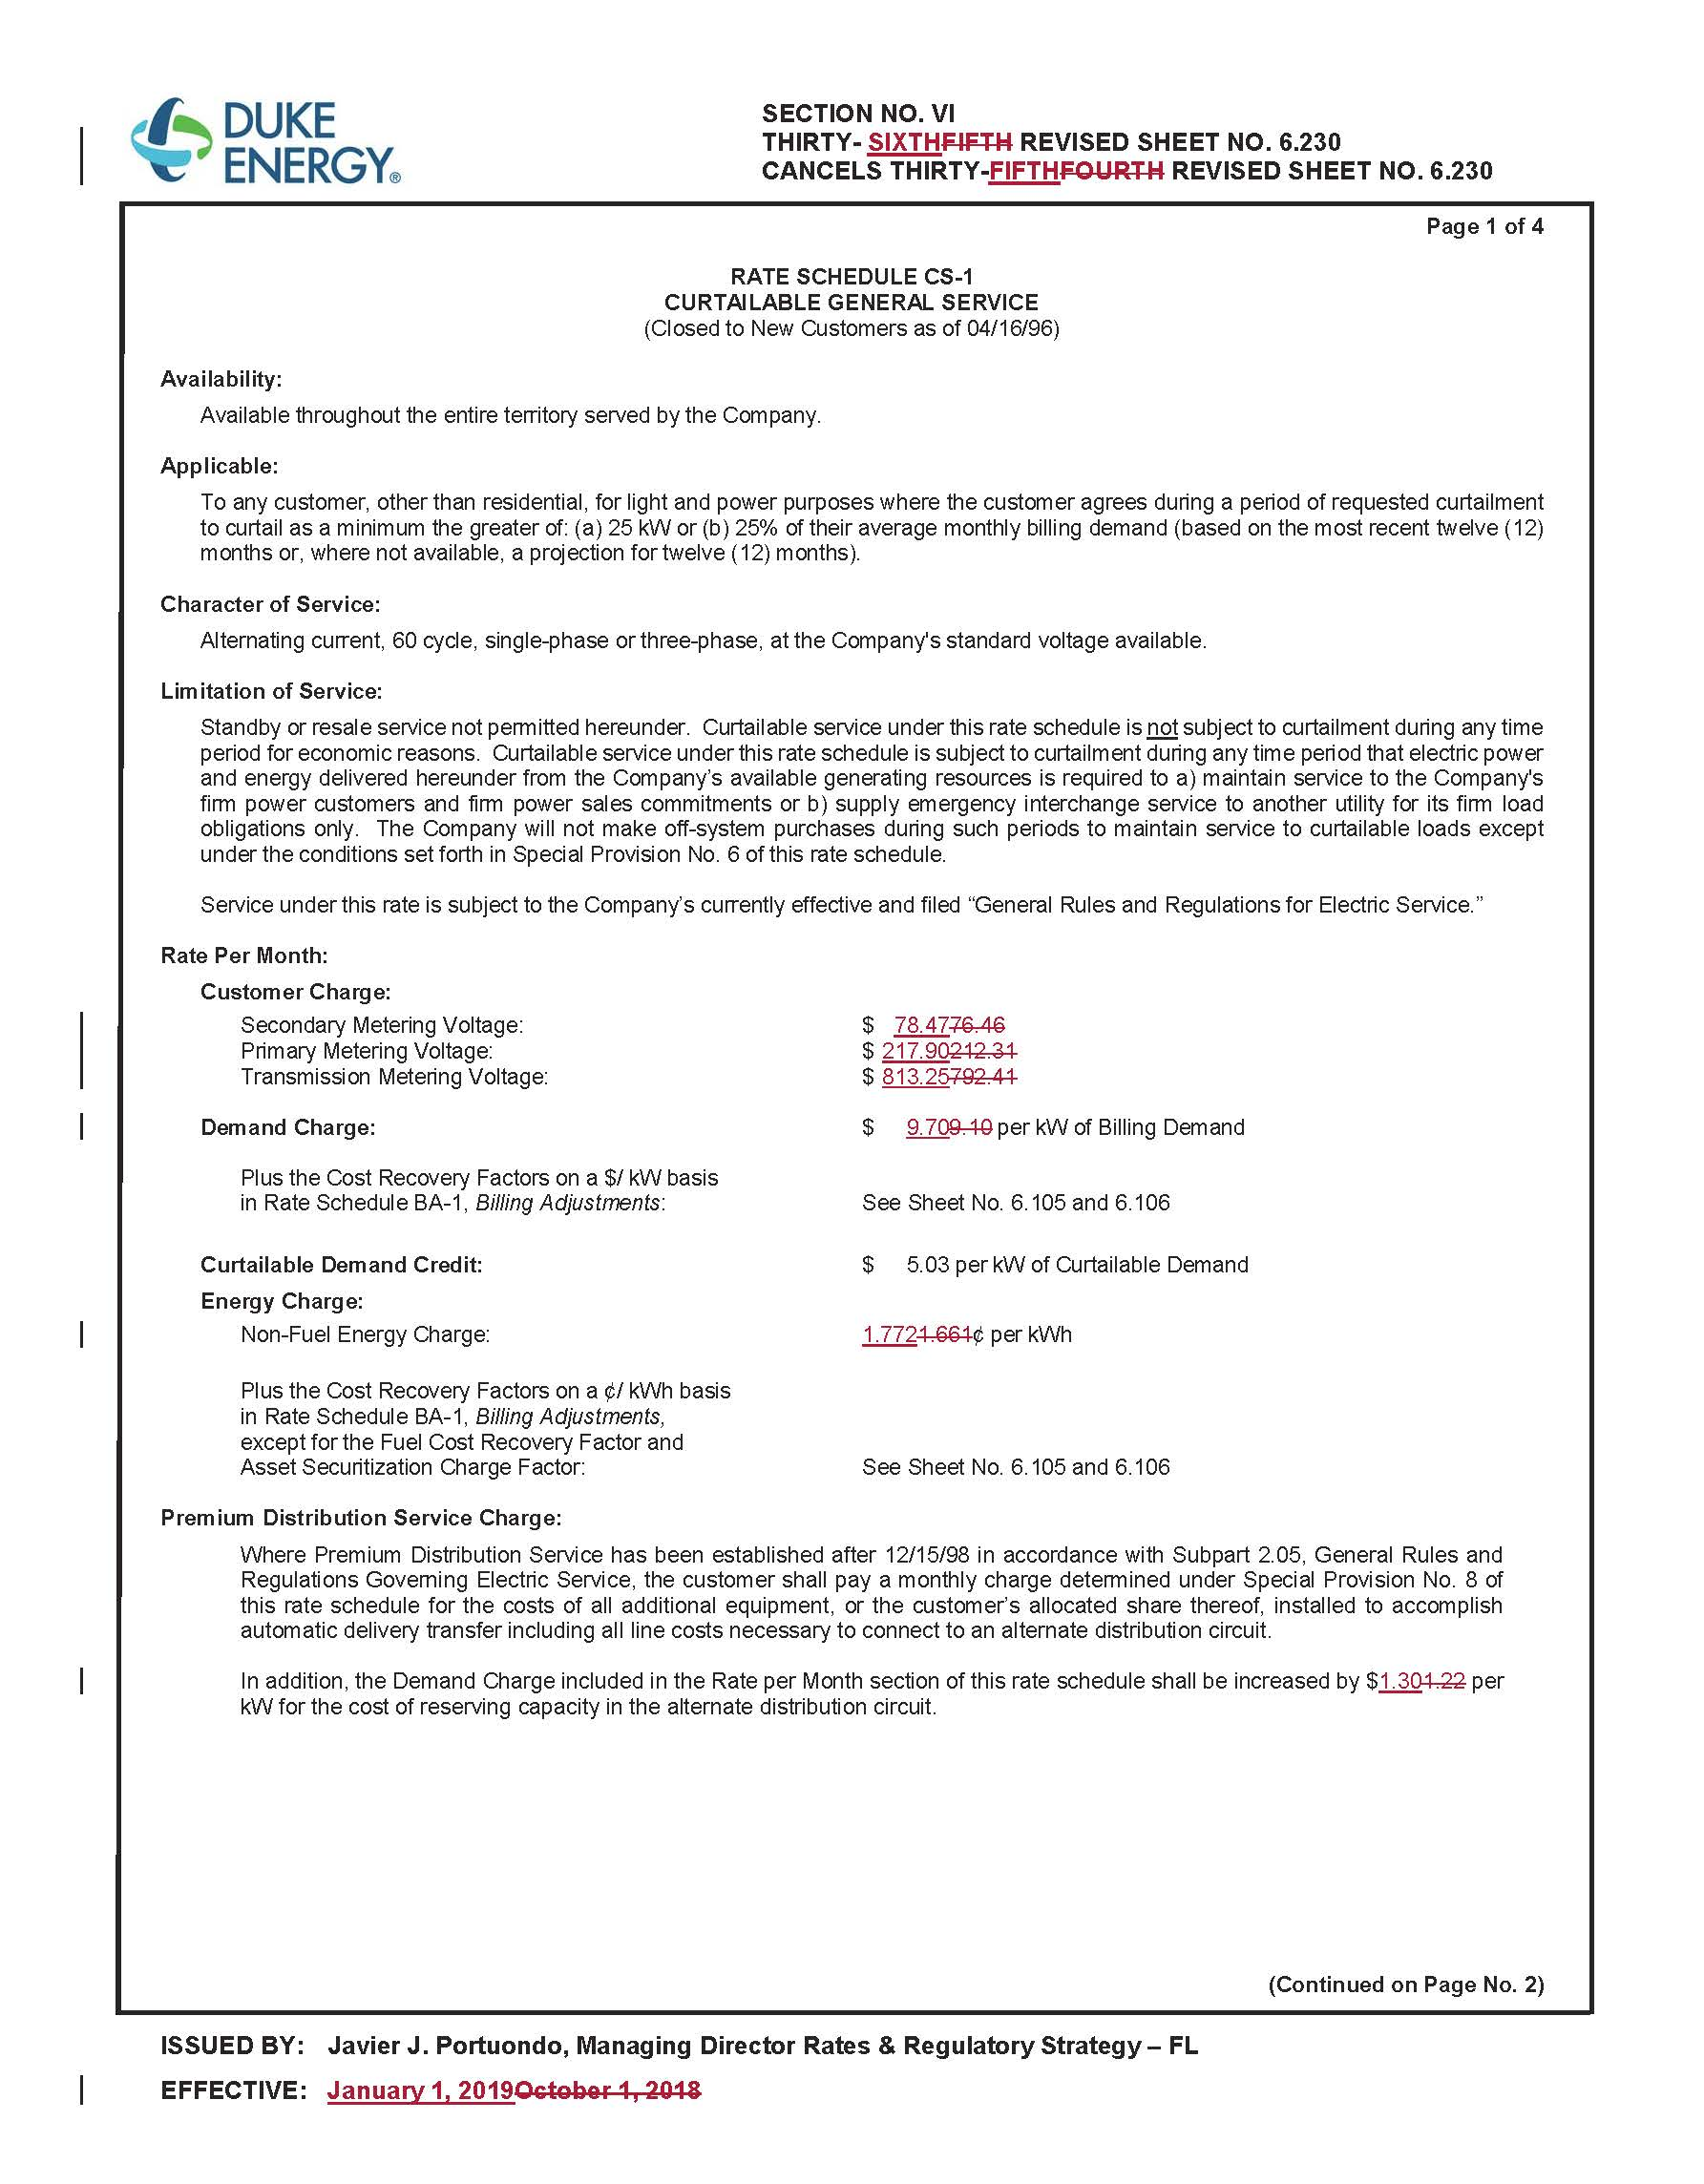 DUKE
ENERGY®
SECTION NO. VI
THIRTY- SIXTHFIFTH REVISED SHEET NO. 6.230
CANCELS THIRTY-FIFTHFOURTH REVISED SHEET NO. 6.230
Page 1 of 4
RATE SCHEDULE CS-1
CURTAILABLE GENERAL SERVICE
(Closed to New Customers as of 04/16/96)
Availability:
Available throughout the entire territory served by the Company.
Applicable:
To any customer, other than residential, for light and power purposes where the customer agrees during a period of requested curtailment
to curtail as a minimum the greater of: (a) 25 kW or (b) 25% of their average monthly billing demand (based on the most recent twelve (12)
months or, where not available, a projection for twelve (12) months).
Character of Service:
Alternating current, 60 cycle, single-phase or three-phase, at the Company's standard voltage available.
Limitation of Service:
Standby or resale service not permitted hereunder. Curtailable service under this rate schedule is not subject to curtailment during any time
period for economic reasons. Curtailable service under this rate schedule is subject to curtailment during any time period that electric power
and energy delivered hereunder from the Company’s available generating resources is required to a) maintain service to the Company's
firm power customers and firm power sales commitments or b) supply emergency interchange service to another utility for its firm load
obligations only. The Company will not make off-system purchases during such periods to maintain service to curtailable loads except
under the conditions set forth in Special Provision No. 6 of this rate schedule.
Service under this rate is subject to the Company’s currently effective and filed “General Rules and Regulations for Electric Service.”
Rate Per Month:
Customer Charge:
Secondary Metering Voltage: $ 78.4776.46
Primary Metering Voltage: $ 217.90212.31
Transmission Metering Voltage: $ 813.25792.41
Demand Charge: $ 9.709.10 per kW of Billing Demand
Plus the Cost Recovery Factors on a $/ kW basis
in Rate Schedule BA-1, Billing Adjustments: See Sheet No. 6.105 and 6.106
Curtailable Demand Credit: $ 5.03 per kW of Curtailable Demand
Energy Charge:
Non-Fuel Energy Charge: 1.7721.661¢ per kWh
Plus the Cost Recovery Factors on a ¢/ kWh basis
in Rate Schedule BA-1, Billing Adjustments,
except for the Fuel Cost Recovery Factor and
Asset Securitization Charge Factor: See Sheet No. 6.105 and 6.106
Premium Distribution Service Charge:
Where Premium Distribution Service has been established after 12/15/98 in accordance with Subpart 2.05, General Rules and
Regulations Governing Electric Service, the customer shall pay a monthly charge determined under Special Provision No. 8 of
this rate schedule for the costs of all additional equipment, or the customer’s allocated share thereof, installed to accomplish
automatic delivery transfer including all line costs necessary to connect to an alternate distribution circuit.
In addition, the Demand Charge included in the Rate per Month section of this rate schedule shall be increased by $1.301.22 per
kW for the cost of reserving capacity in the alternate distribution circuit.
(Continued on Page No. 2)
ISSUED BY: Javier J. Portuondo, Managing Director Rates & Regulatory Strategy – FL
EFFECTIVE: January 1, 2019October 1, 2018